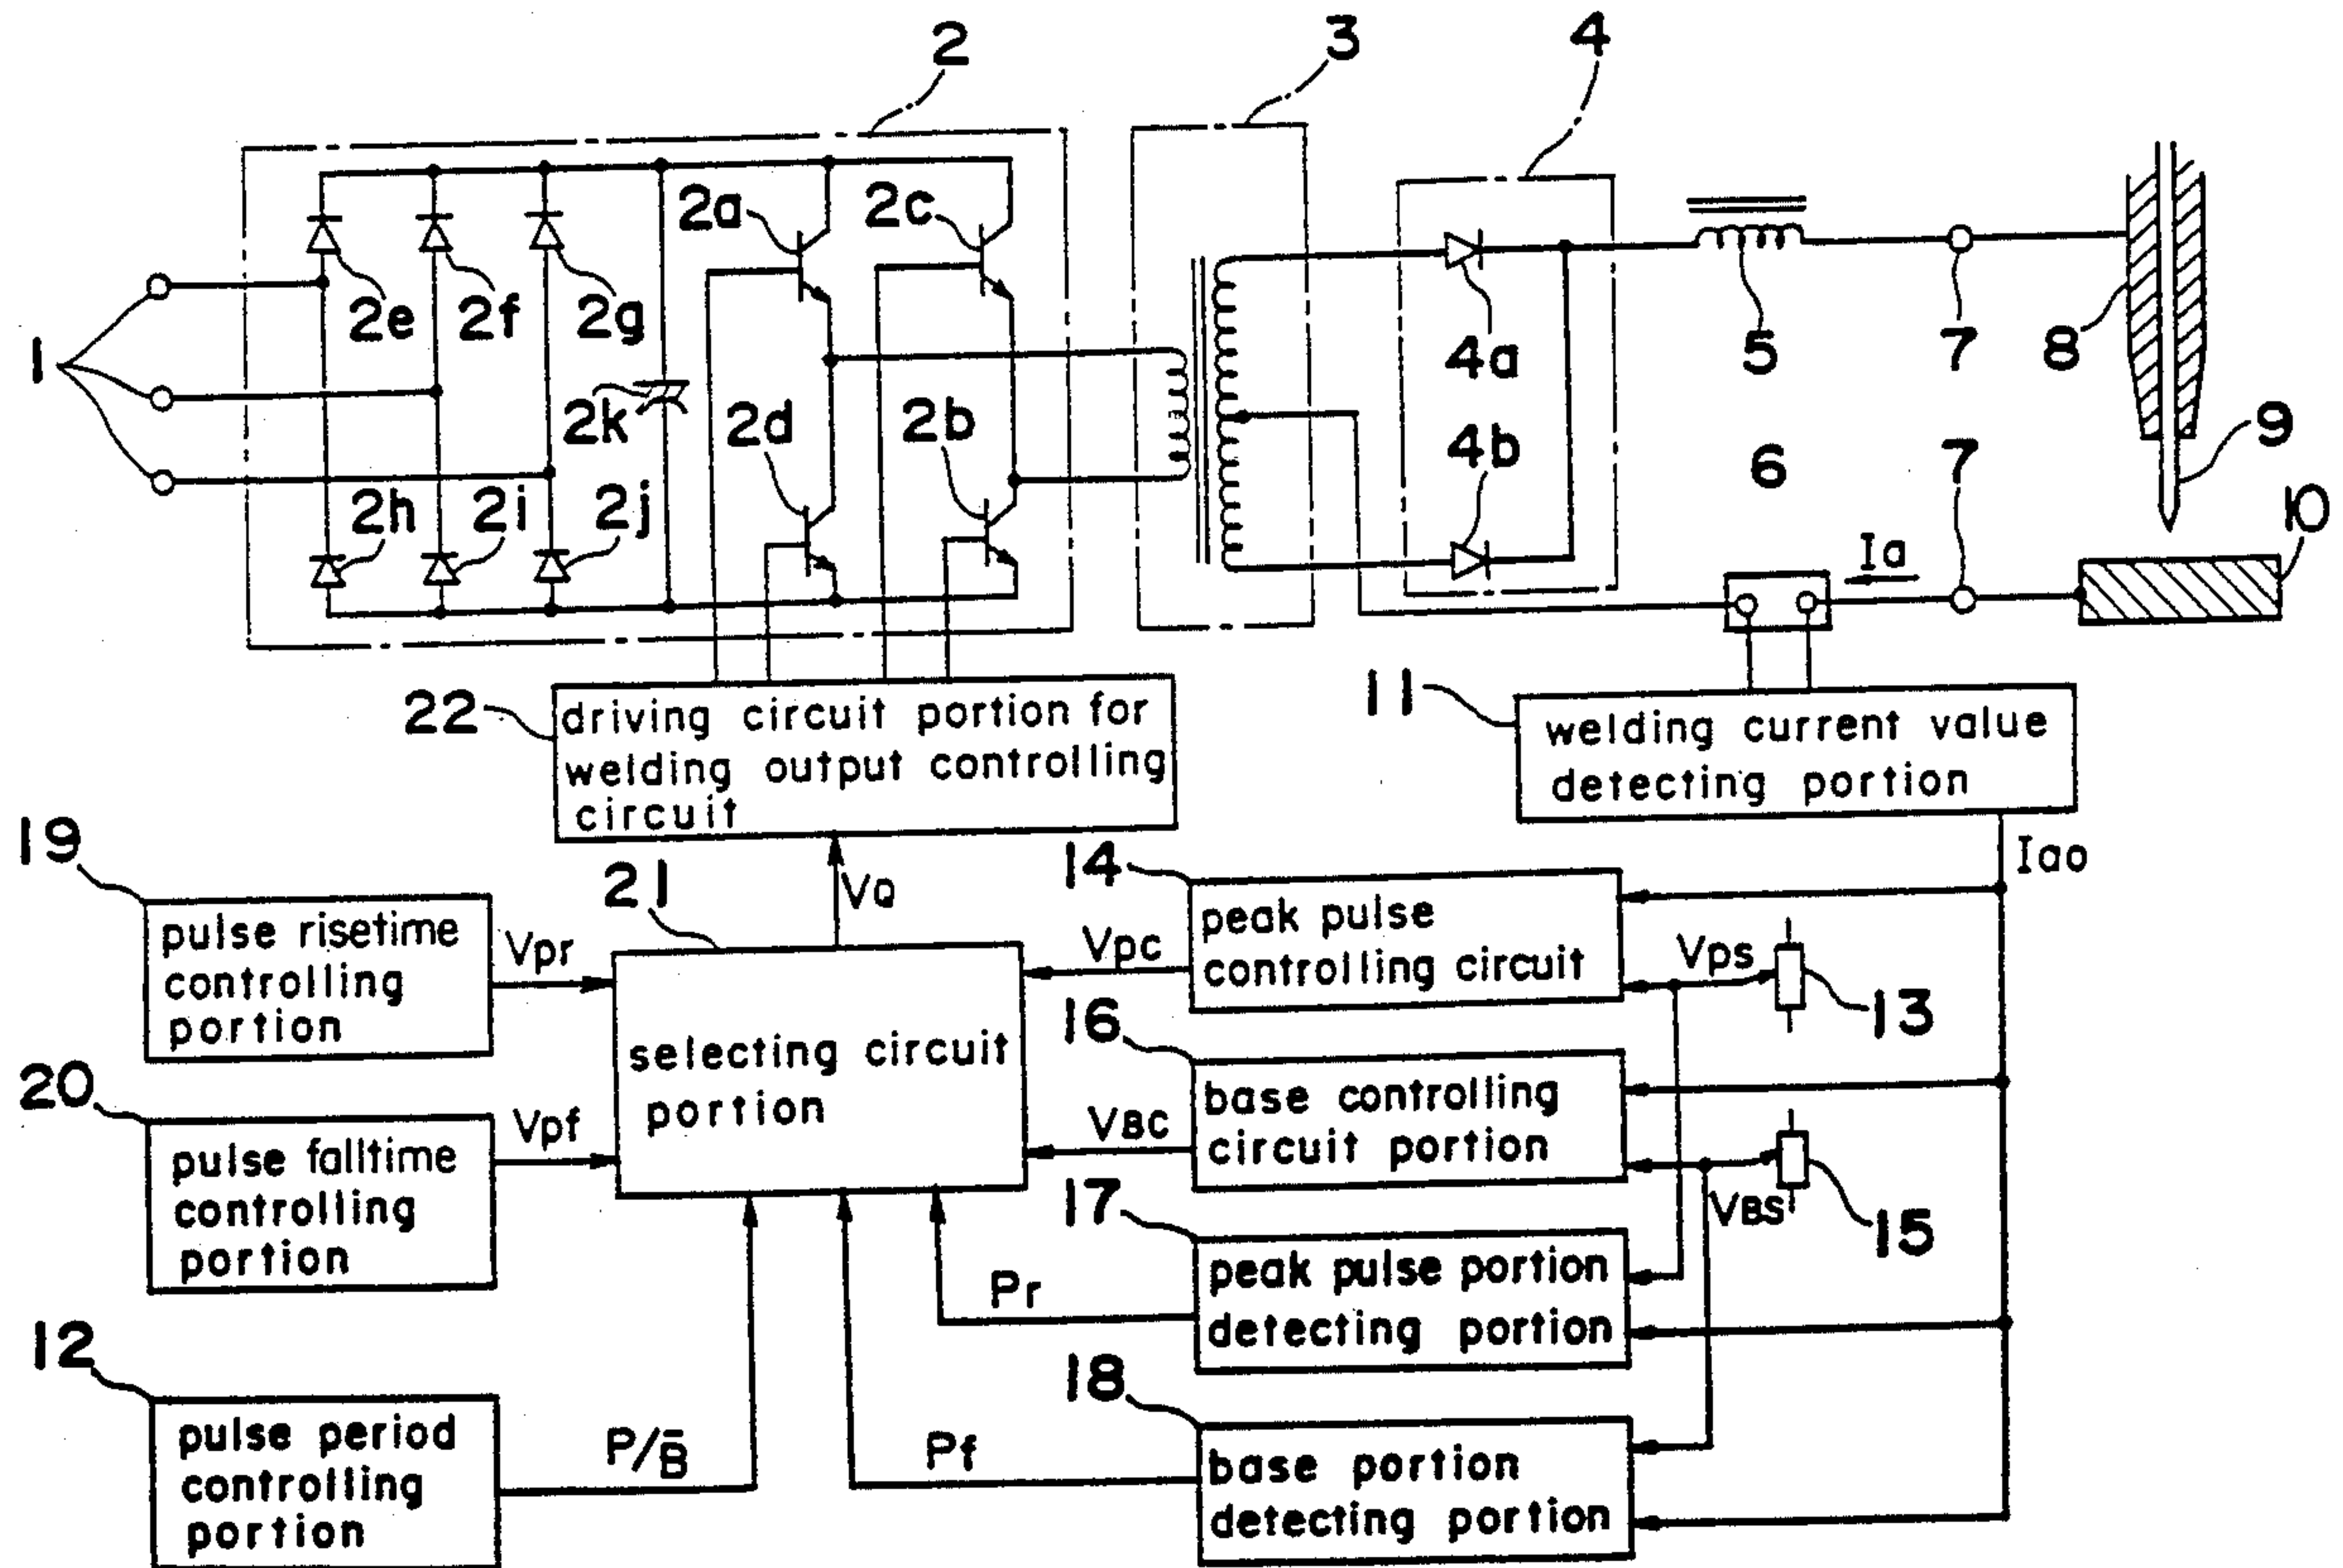 2
3
4
2a
2c
2e
2f
2g
1
4a
5
7
8
2k
2d
2b
4b
6
7
9
2h
2i
2j
10
Ia
22
driving circuit portion for
welding output controlling
circuit
11
welding current value
detecting portion
19
pulse risetime
controlling
portion
Vpr
21
VQ
14
peak pulse
controlling circuit
Vpc
Iao
Vps
13
selecting circuit
portion
20
pulse falltime
controlling
portion
Vpf
16
base controlling
circuit portion
VBC
VBS
15
17
peak pulse portion
detecting portion
Pr
12
pulse period
controlling
portion
P/B̄
Pf
18
base portion
detecting portion